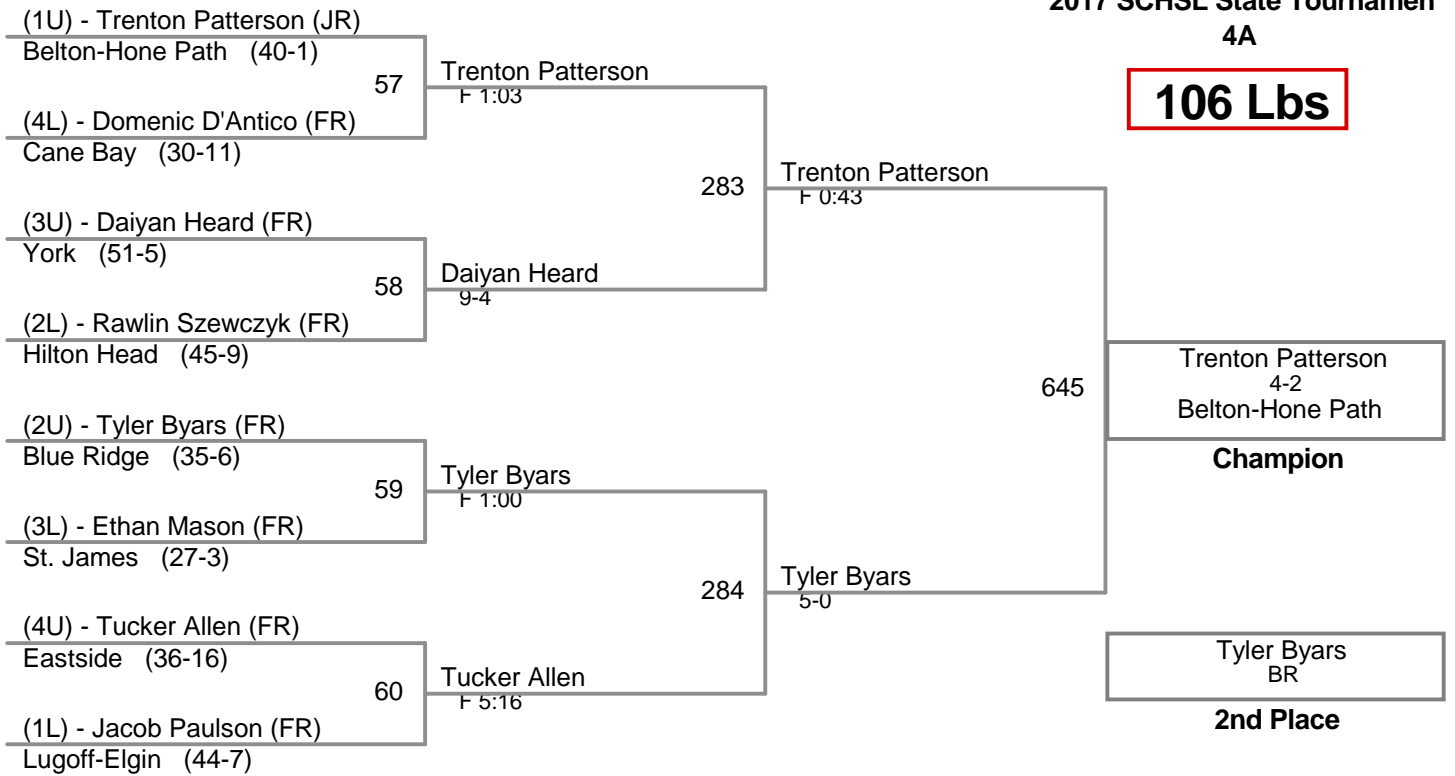 2017 SCHSL State Tournamen
4A
106 Lbs
(1U) - Trenton Patterson (JR)
Belton-Hone Path (40-1)
57
(4L) - Domenic D'Antico (FR)
Cane Bay (30-11)
(3U) - Daiyan Heard (FR)
York (51-5)
58
(2L) - Rawlin Szewczyk (FR)
Hilton Head (45-9)
(2U) - Tyler Byars (FR)
Blue Ridge (35-6)
59
(3L) - Ethan Mason (FR)
St. James (27-3)
(4U) - Tucker Allen (FR)
Eastside (36-16)
60
(1L) - Jacob Paulson (FR)
Lugoff-Elgin (44-7)
Trenton Patterson
F 1:03
283
Daiyan Heard
9-4
Tyler Byars
F 1:00
284
Tucker Allen
F 5:16
Trenton Patterson
F 0:43
645
Tyler Byars
5-0
Trenton Patterson
4-2
Belton-Hone Path
Champion
Tyler Byars
BR
2nd Place